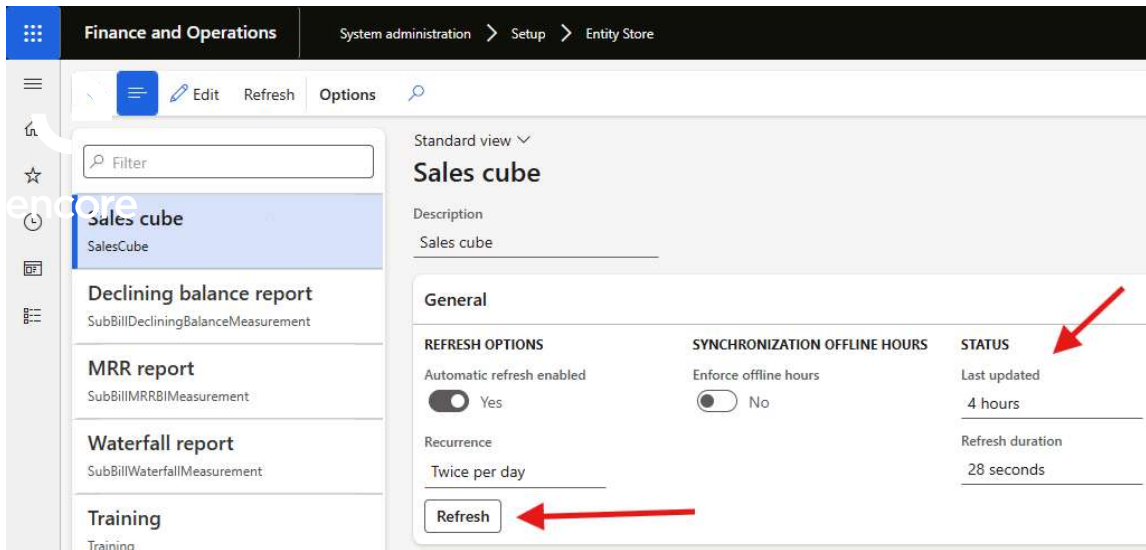 Finance and Operations
System administration > Setup > Entity Store
Edit Refresh Options
Filter
encore
Sales cube
SalesCube
Declining balance report
SubBillDecliningBalanceMeasurement
MRR report
SubBillMRRBIMeasurement
Waterfall report
SubBillWaterfallMeasurement
Training
Training
Standard view
Sales cube
Description
Sales cube
General
REFRESH OPTIONS
Automatic refresh enabled
Yes
Recurrence
Twice per day
Refresh
SYNCHRONIZATION OFFLINE HOURS
Enforce offline hours
No
STATUS
Last updated
4 hours
Refresh duration
28 seconds